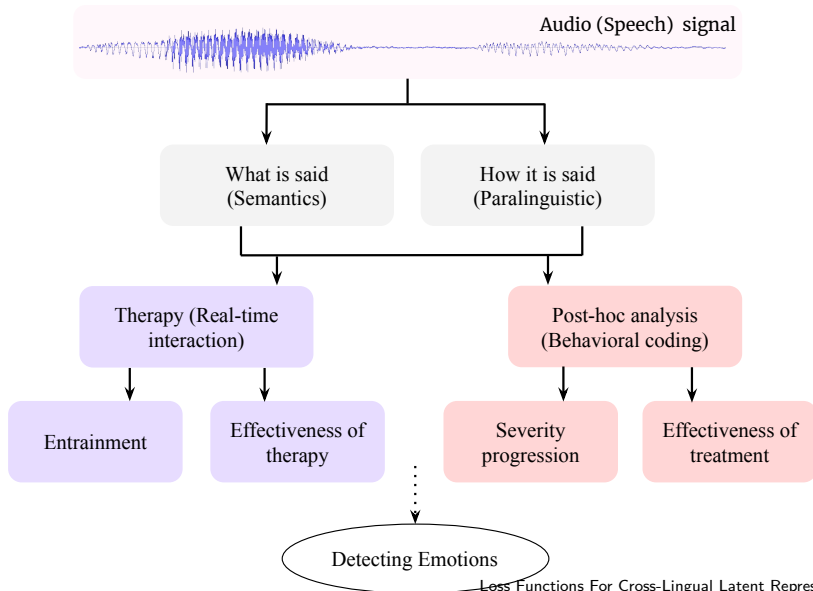 Audio (Speech) signal
What is said
(Semantics)
How it is said
(Paralinguistic)
Therapy (Real-time
interaction)
Post-hoc analysis
(Behavioral coding)
Entrainment
Effectiveness of
therapy
Severity
progression
Effectiveness of
treatment
Detecting Emotions
Loss Functions For Cross-Lingual Latent